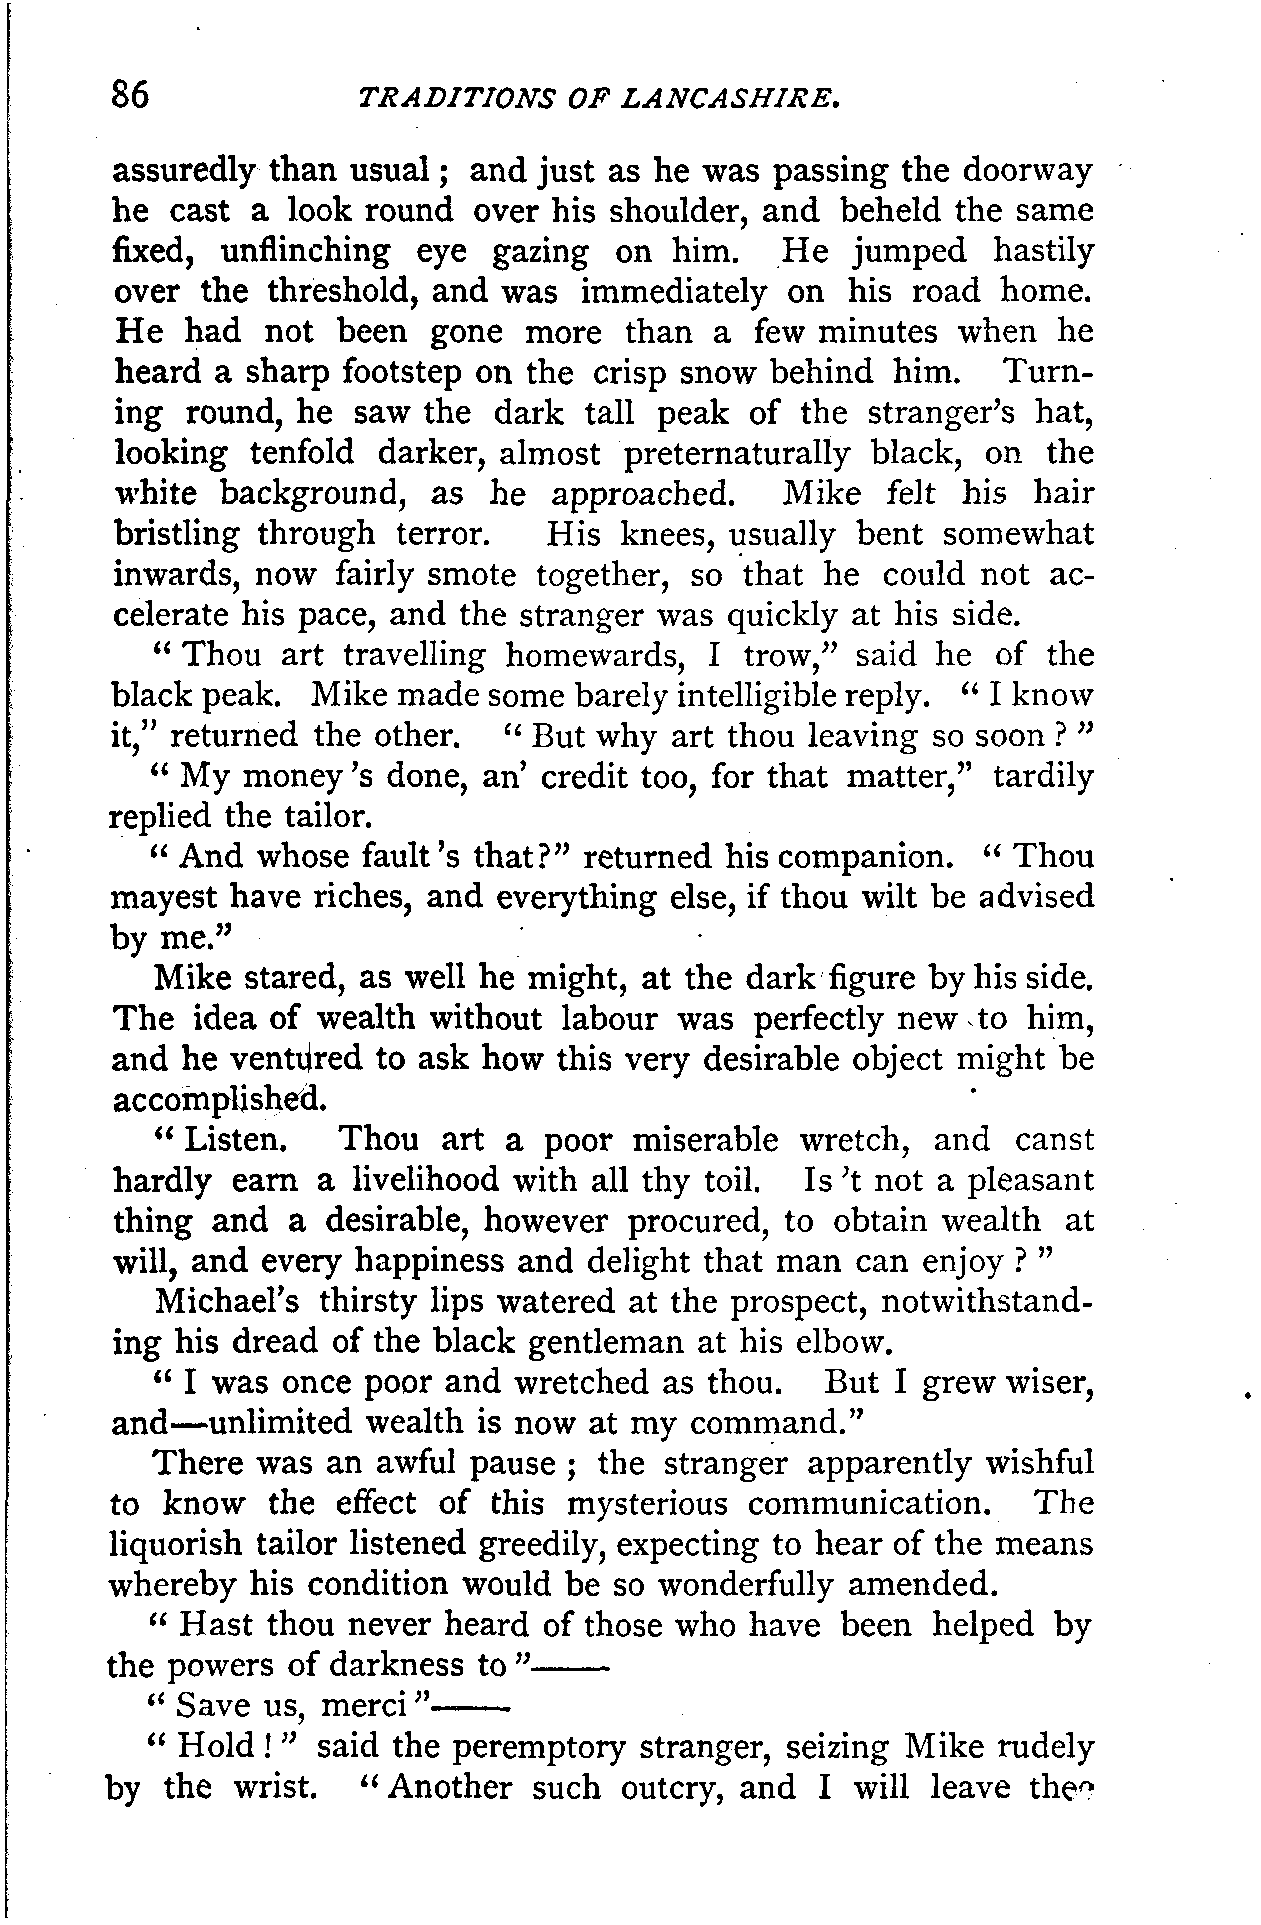 86 TRADITIONS OF LANCASHIRE.
assuredly than usual ; and just as he was passing the doorway
he cast a look round over his shoulder, and beheld the same
fixed, unflinching eye gazing on him. He jumped hastily
over the threshold, and was immediately on his road home.
He had not been gone more than a few minutes when he
heard a sharp footstep on the crisp snow behind him. Turn-
ing round, he saw the dark tall peak of the stranger's hat,
looking tenfold darker, almost preternaturally black, on the
white background, as he approached. Mike felt his hair
bristling through terror. His knees, usually bent somewhat
inwards, now fairly smote together, so that he could not ac-
celerate his pace, and the stranger was quickly at his side.
“ Thou art travelling homewards, I trow,” said he of the
black peak. Mike made some barely intelligible reply. “ I know
it,” returned the other. “ But why art thou leaving so soon ? ”
“ My money 's done, an' credit too, for that matter,” tardily
replied the tailor.
“ And whose fault 's that?” returned his companion. “ Thou
mayest have riches, and everything else, if thou wilt be advised
by me.”
Mike stared, as well he might, at the dark figure by his side.
The idea of wealth without labour was perfectly new to him,
and he ventured to ask how this very desirable object might be
accomplished.
“ Listen. Thou art a poor miserable wretch, and canst
hardly earn a livelihood with all thy toil. Is 't not a pleasant
thing and a desirable, however procured, to obtain wealth at
will, and every happiness and delight that man can enjoy ? ”
Michael's thirsty lips watered at the prospect, notwithstand-
ing his dread of the black gentleman at his elbow.
“ I was once poor and wretched as thou. But I grew wiser,
and—unlimited wealth is now at my command.”
There was an awful pause ; the stranger apparently wishful
to know the effect of this mysterious communication. The
liquorish tailor listened greedily, expecting to hear of the means
whereby his condition would be so wonderfully amended.
“ Hast thou never heard of those who have been helped by
the powers of darkness to ”——
“ Save us, merci ”——
“ Hold ! ” said the peremptory stranger, seizing Mike rudely
by the wrist. “ Another such outcry, and I will leave thee